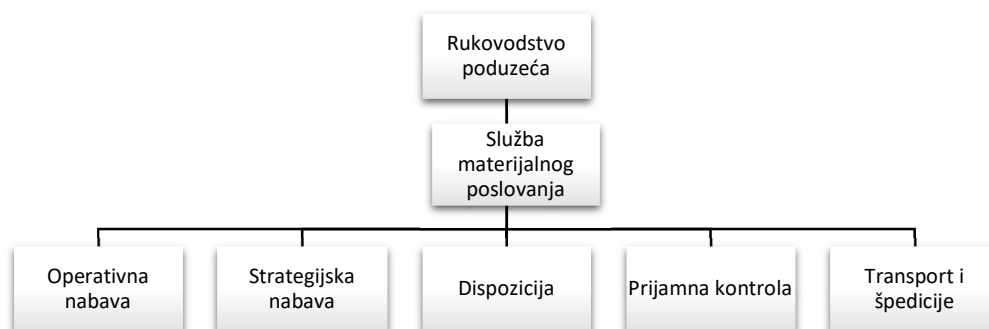 Rukovodstvo
poduzeća
Služba
materijalnog
poslovanja
Operativna
nabava
Strategijska
nabava
Dispozicija
Prijamna kontrola
Transport i
špedicije